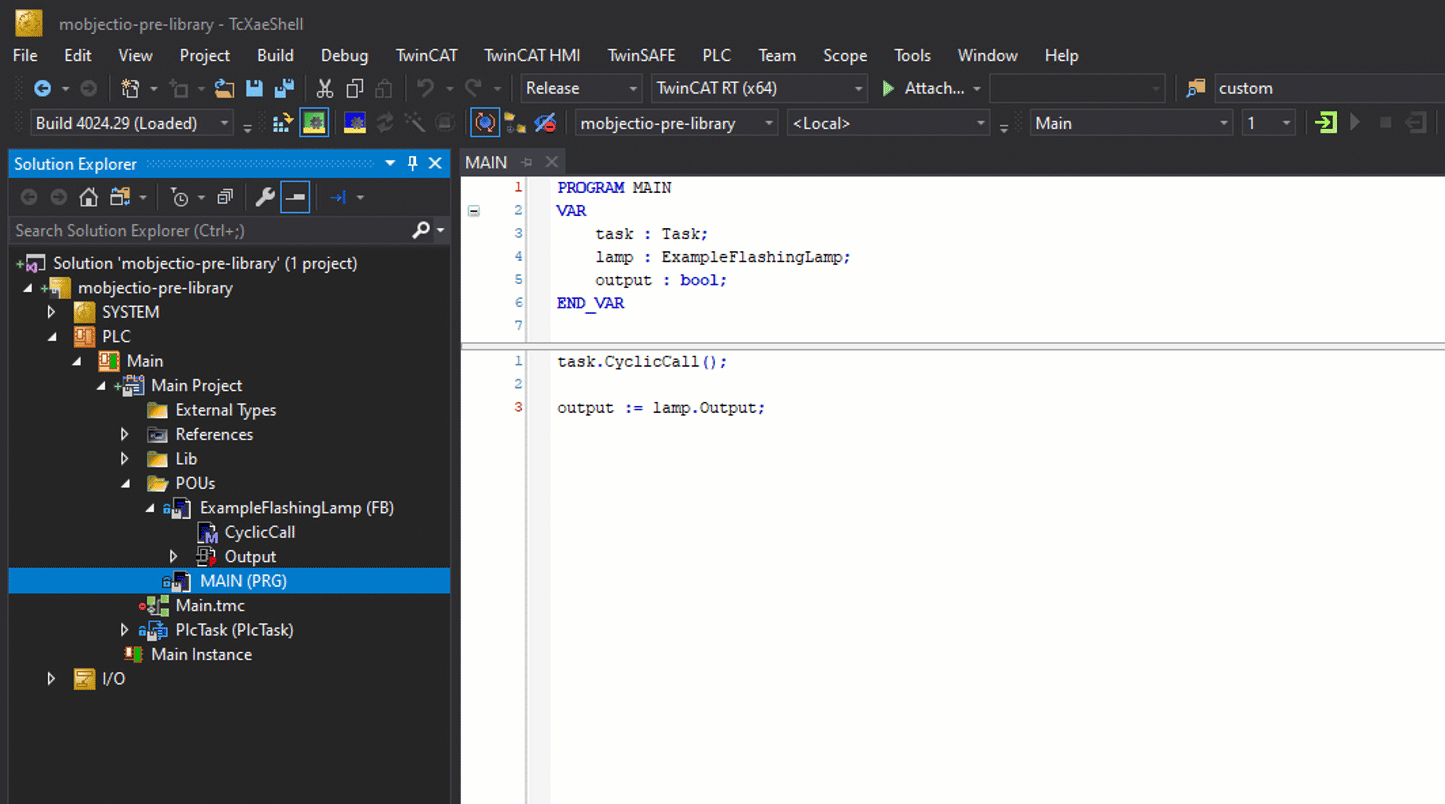 mobjectio-pre-library - TcXaeShell
File Edit View Project Build Debug TwinCAT TwinCAT HMI TwinSAFE PLC Team Scope Tools Window Help
Release TwinCAT RT (x64) Attach... custom
Build 4024.29 (Loaded) mobjectio-pre-library <Local> Main 1
Solution Explorer
Search Solution Explorer (Ctrl+;)
Solution 'mobjectio-pre-library' (1 project)
mobjectio-pre-library
SYSTEM
PLC
Main
Main Project
External Types
References
Lib
POUs
ExampleFlashingLamp (FB)
CyclicCall
Output
MAIN (PRG)
Main.tmc
PlcTask (PlcTask)
Main Instance
I/O
MAIN
1 PROGRAM MAIN
2 VAR
3 task : Task;
4 lamp : ExampleFlashingLamp;
5 output : bool;
6 END_VAR
7
1 task.CyclicCall();
2
3 output := lamp.Output;